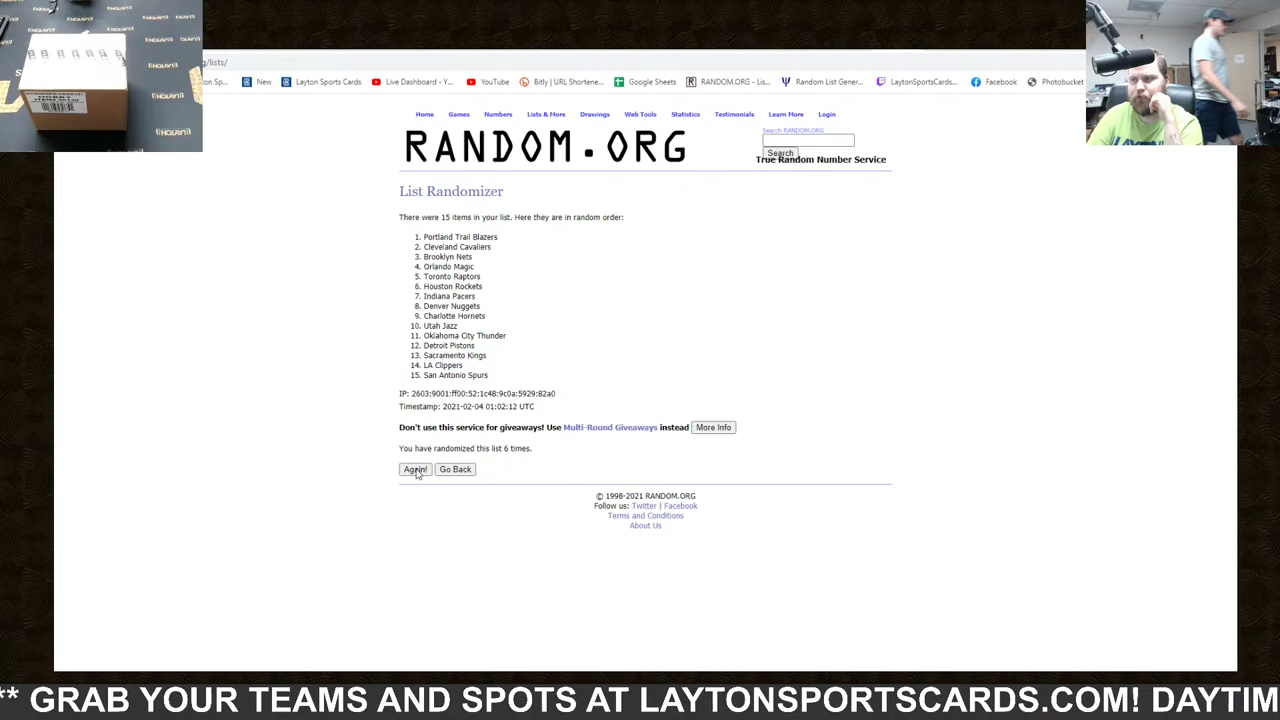 g/lists/
on Sp...
New
Layton Sports Cards
Live Dashboard - Y...
YouTube
Bitly | URL Shortene...
Google Sheets
RANDOM.ORG - Lis...
Random List Gener...
LaytonSportsCards...
Facebook
Photobucket
Home Games Numbers Lists & More Drawings Web Tools Statistics Testimonials Learn More Login
Search RANDOM.ORG
Search
RANDOM.ORG
True Random Number Service
List Randomizer
There were 15 items in your list. Here they are in random order:
1. Portland Trail Blazers
2. Cleveland Cavaliers
3. Brooklyn Nets
4. Orlando Magic
5. Toronto Raptors
6. Houston Rockets
7. Indiana Pacers
8. Denver Nuggets
9. Charlotte Hornets
10. Utah Jazz
11. Oklahoma City Thunder
12. Detroit Pistons
13. Sacramento Kings
14. LA Clippers
15. San Antonio Spurs
IP: 2603:9001:ff00:52:1c48:9c0a:5929:82a0
Timestamp: 2021-02-04 01:02:12 UTC
Don't use this service for giveaways! Use Multi-Round Giveaways instead More Info
You have randomized this list 6 times.
Again! Go Back
© 1998-2021 RANDOM.ORG
Follow us: Twitter | Facebook
Terms and Conditions
About Us
** GRAB YOUR TEAMS AND SPOTS AT LAYTONSPORTSCARDS.COM! DAYTIM